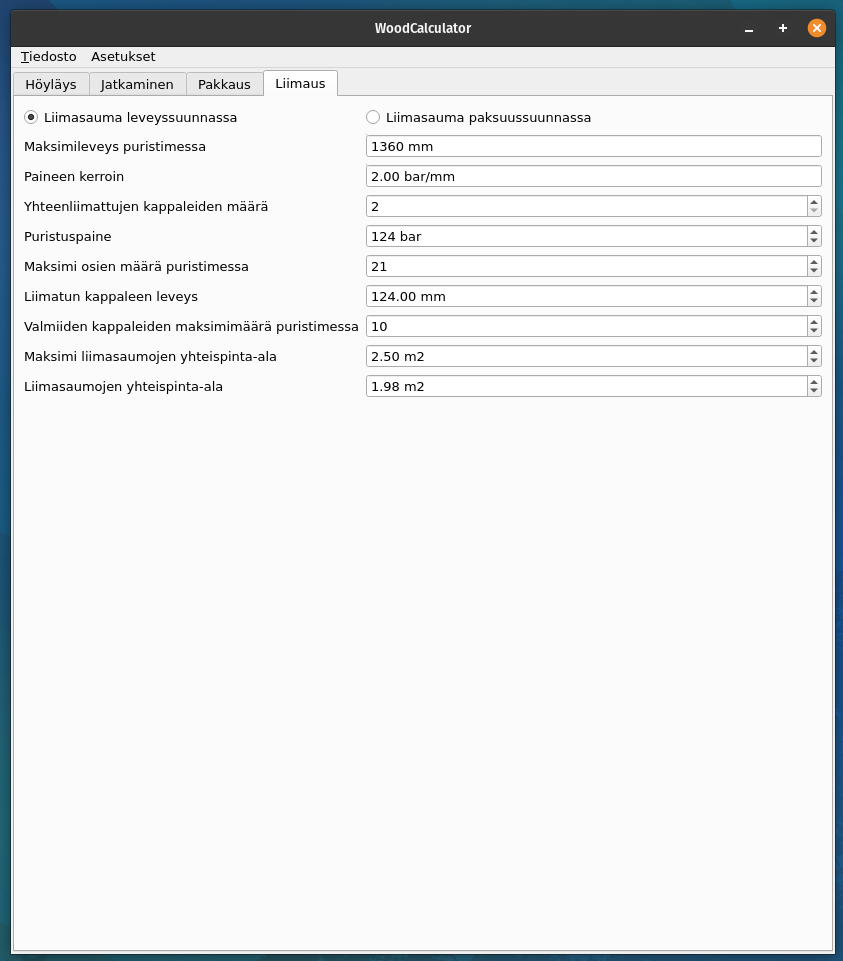 WoodCalculator
Tiedosto Asetukset
Höyläys Jatkaminen Pakkaus Liimaus
Liimasauma leveyssuunnassa Liimasauma paksuussuunnassa
Maksimileveys puristimessa 1360 mm
Paineen kerroin 2.00 bar/mm
Yhteenliimattujen kappaleiden määrä 2
Puristuspaine 124 bar
Maksimi osien määrä puristimessa 21
Liimatun kappaleen leveys 124.00 mm
Valmiiden kappaleiden maksimimäärä puristimessa 10
Maksimi liimasaumojen yhteispinta-ala 2.50 m2
Liimasaumojen yhteispinta-ala 1.98 m2